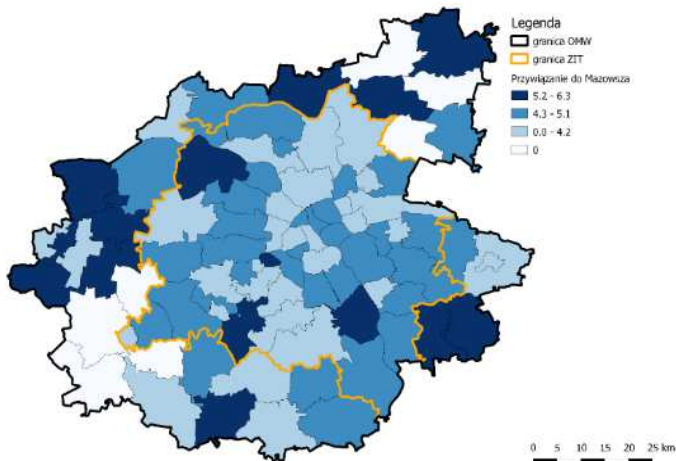 Legenda
granica OMW
granica ZIT
Przywiązanie do Mazowsza
5.2 - 6.3
4.3 - 5.1
0.0 - 4.2
0
0 5 10 15 20 25 km